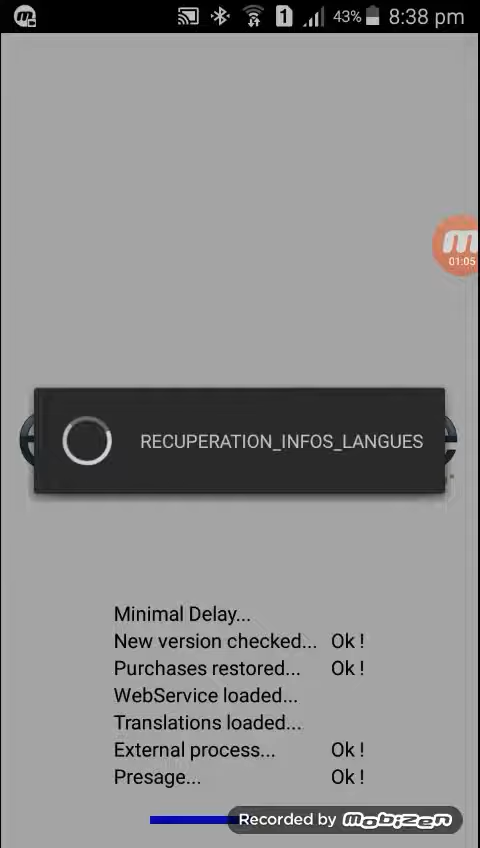 1 43% 8:38 pm
01:05
RECUPERATION_INFOS_LANGUES
Minimal Delay...
New version checked... Ok !
Purchases restored... Ok !
WebService loaded...
Translations loaded...
External process... Ok !
Presage... Ok !
Recorded by mobizen